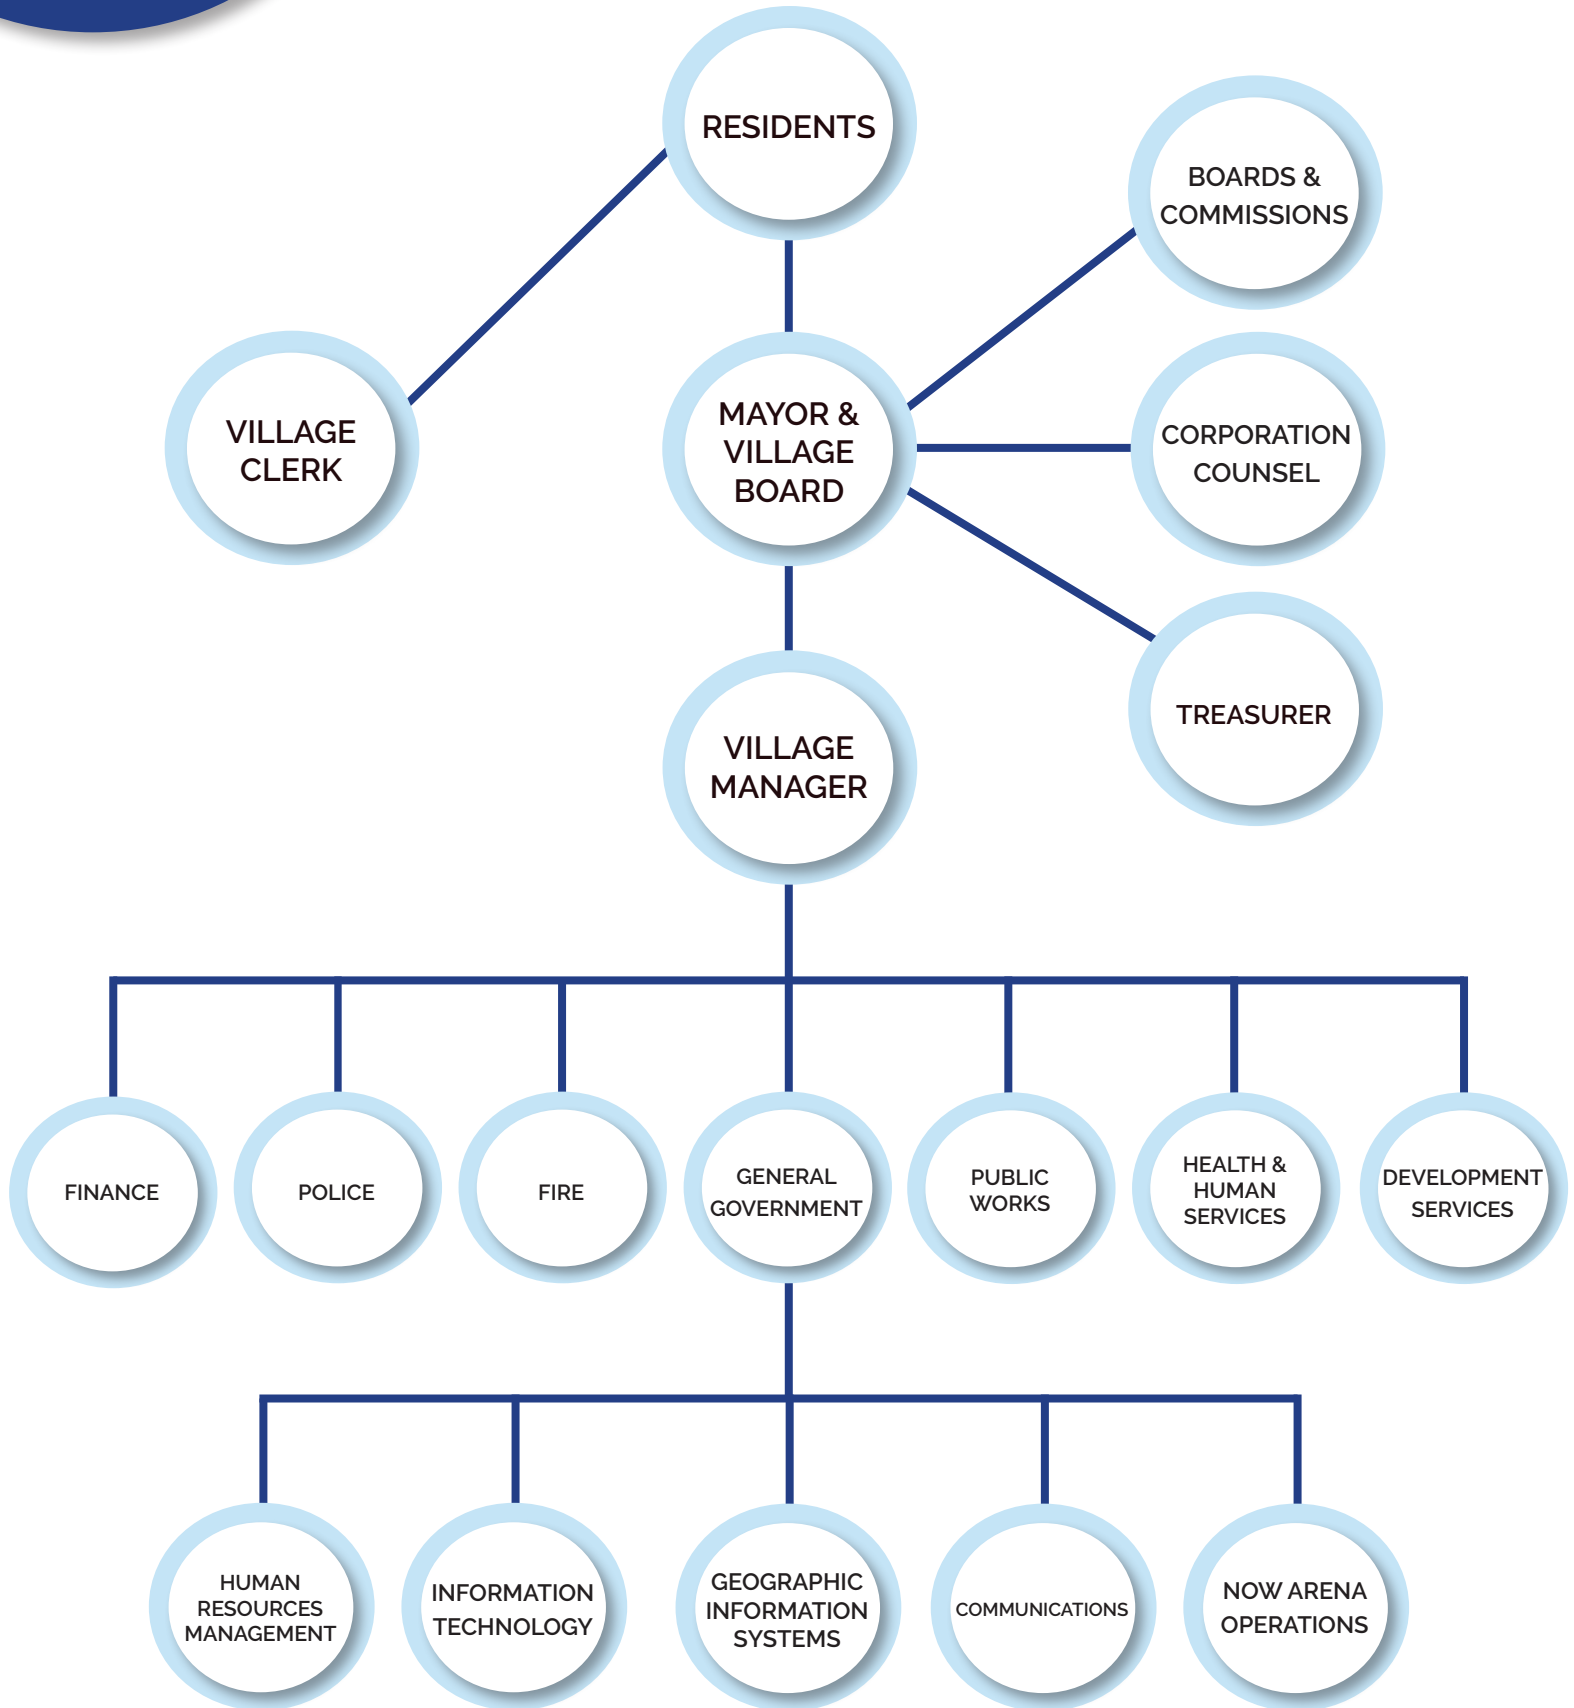 RESIDENTS
BOARDS &
COMMISSIONS
VILLAGE
CLERK
MAYOR &
VILLAGE
BOARD
CORPORATION
COUNSEL
VILLAGE
MANAGER
TREASURER
FINANCE
POLICE
FIRE
GENERAL
GOVERNMENT
PUBLIC
WORKS
HEALTH &
HUMAN
SERVICES
DEVELOPMENT
SERVICES
HUMAN
RESOURCES
MANAGEMENT
INFORMATION
TECHNOLOGY
GEOGRAPHIC
INFORMATION
SYSTEMS
COMMUNICATIONS
NOW ARENA
OPERATIONS